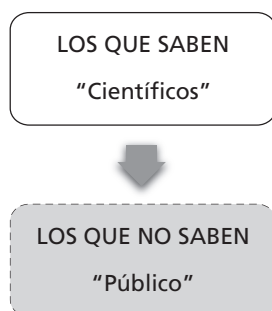 LOS QUE SABEN
“Científicos”
LOS QUE NO SABEN
“Público”